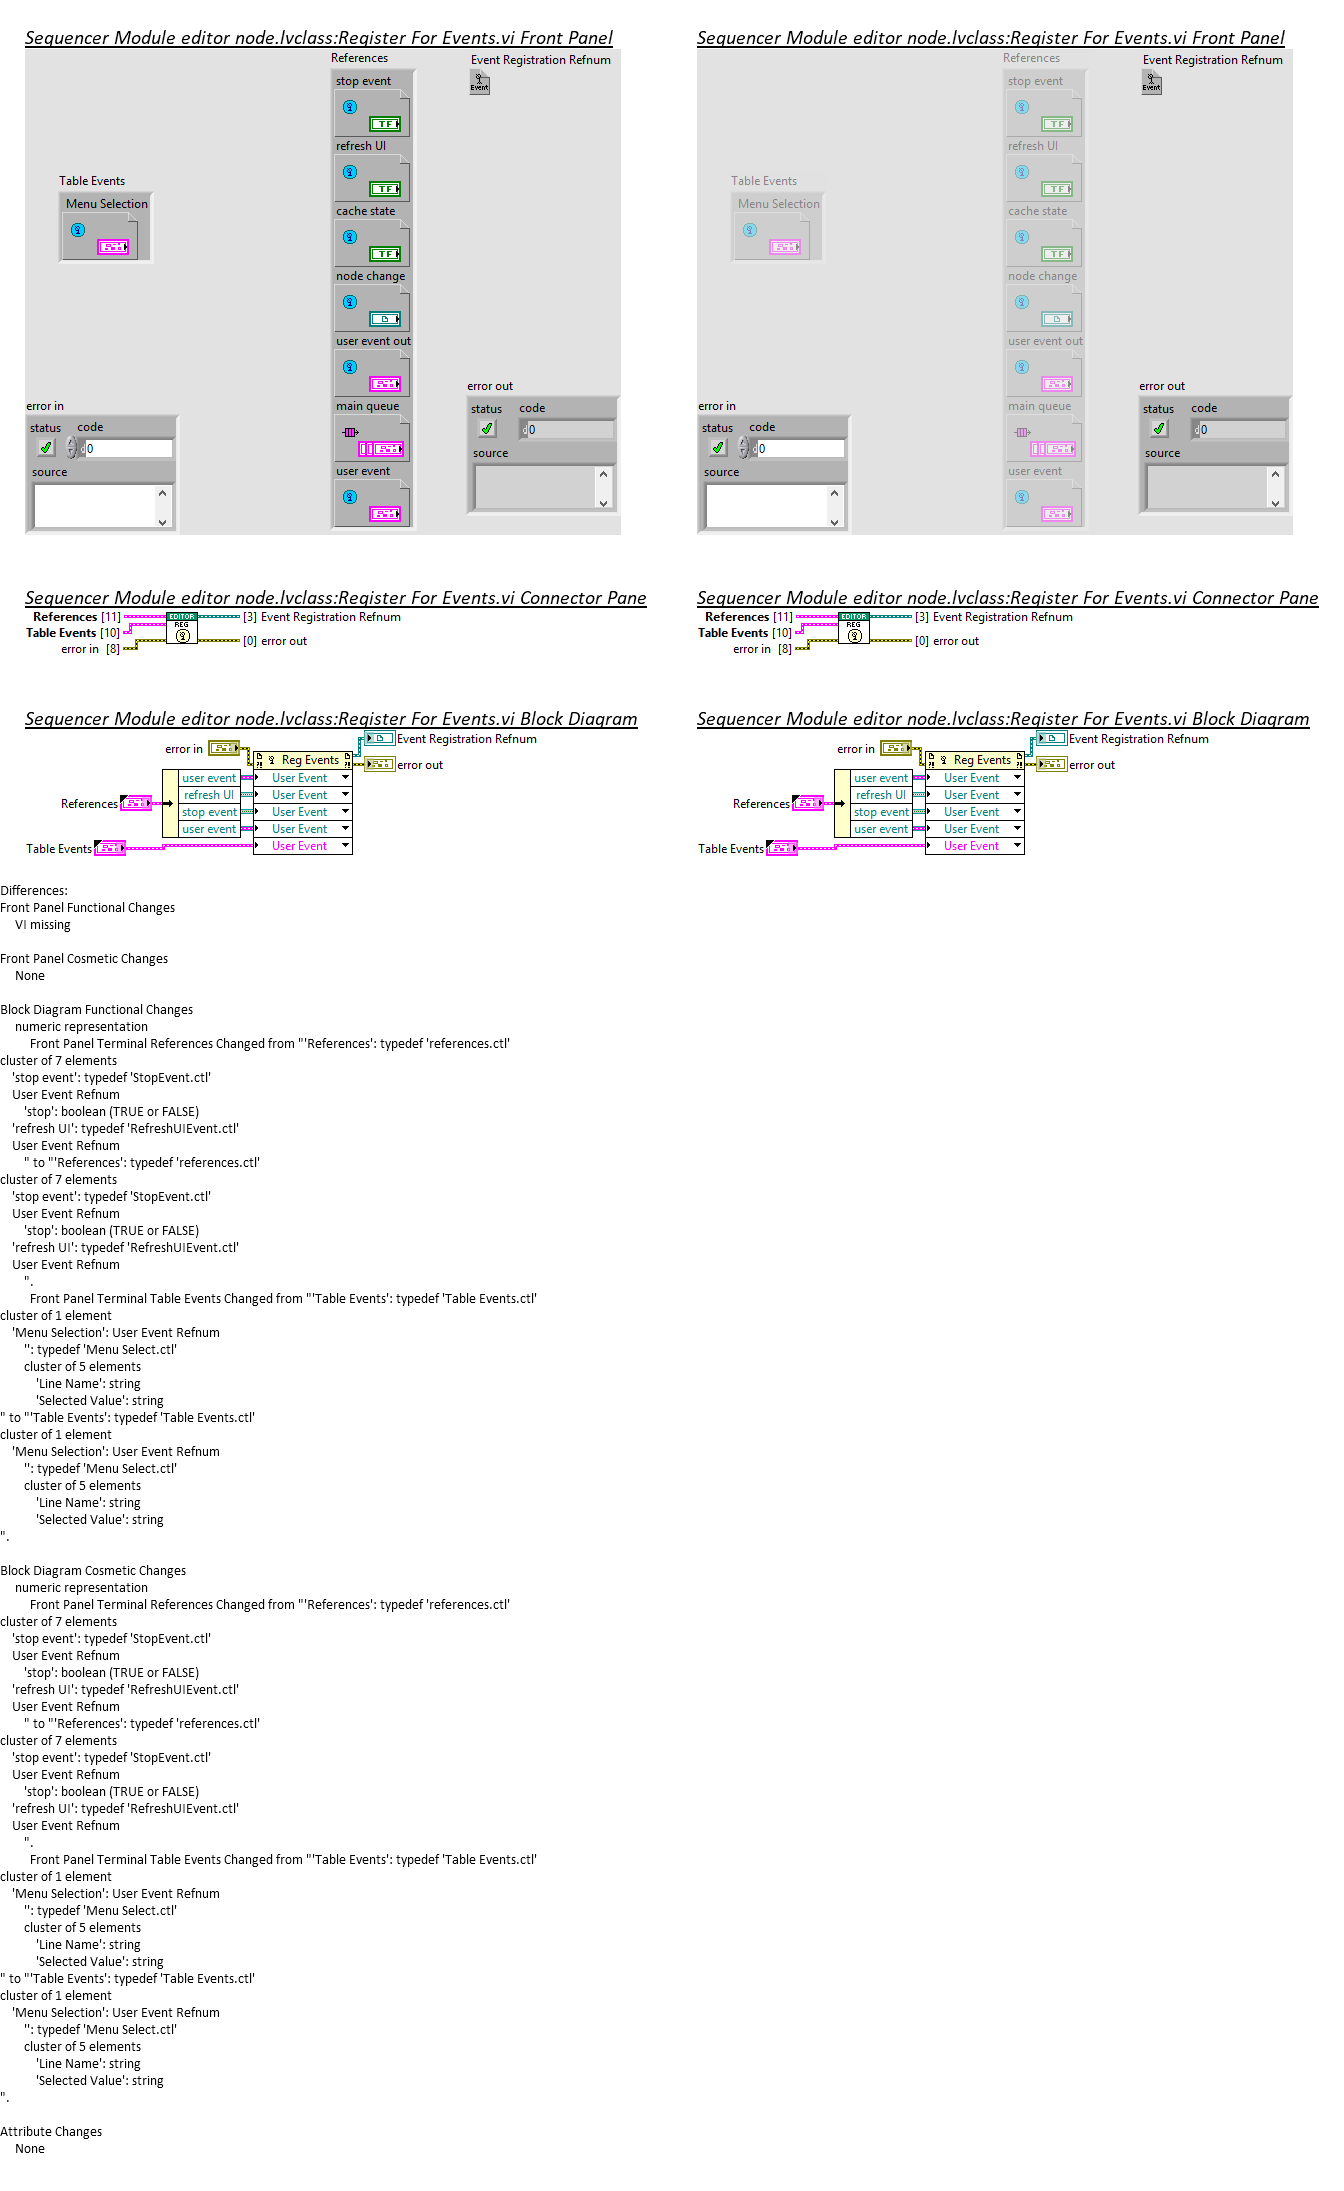 Sequencer Module editor node.lvclass:Register For Events.vi Front Panel
References
Event Registration Refnum
stop event
Event
TF
refresh UI
TF
Table Events
Menu Selection
cache state
TF
node change
user event out
error out
error in
main queue
status code
status code
0
0
source
source
user event
Sequencer Module editor node.lvclass:Register For Events.vi Front Panel
References
Event Registration Refnum
stop event
Event
TF
refresh UI
TF
Table Events
Menu Selection
cache state
TF
node change
user event out
error out
error in
main queue
status code
status code
0
0
source
source
user event
Sequencer Module editor node.lvclass:Register For Events.vi Connector Pane
References [11]
Table Events [10]
error in [8]
EDITOR
REG
[3] Event Registration Refnum
[0] error out
Sequencer Module editor node.lvclass:Register For Events.vi Connector Pane
References [11]
Table Events [10]
error in [8]
EDITOR
REG
[3] Event Registration Refnum
[0] error out
Sequencer Module editor node.lvclass:Register For Events.vi Block Diagram
Event Registration Refnum
error in
Reg Events
error out
user event User Event
refresh UI User Event
References
stop event User Event
user event User Event
Table Events
User Event
Sequencer Module editor node.lvclass:Register For Events.vi Block Diagram
Event Registration Refnum
error in
Reg Events
error out
user event User Event
refresh UI User Event
References
stop event User Event
user event User Event
Table Events
User Event
Differences:
Front Panel Functional Changes
VI missing
Front Panel Cosmetic Changes
None
Block Diagram Functional Changes
numeric representation
Front Panel Terminal References Changed from "'References': typedef 'references.ctl'
cluster of 7 elements
'stop event': typedef 'StopEvent.ctl'
User Event Refnum
'stop': boolean (TRUE or FALSE)
'refresh UI': typedef 'RefreshUIEvent.ctl'
User Event Refnum
" to "'References': typedef 'references.ctl'
cluster of 7 elements
'stop event': typedef 'StopEvent.ctl'
User Event Refnum
'stop': boolean (TRUE or FALSE)
'refresh UI': typedef 'RefreshUIEvent.ctl'
User Event Refnum
".
Front Panel Terminal Table Events Changed from "'Table Events': typedef 'Table Events.ctl'
cluster of 1 element
'Menu Selection': User Event Refnum
'': typedef 'Menu Select.ctl'
cluster of 5 elements
'Line Name': string
'Selected Value': string
" to "'Table Events': typedef 'Table Events.ctl'
cluster of 1 element
'Menu Selection': User Event Refnum
'': typedef 'Menu Select.ctl'
cluster of 5 elements
'Line Name': string
'Selected Value': string
".
Block Diagram Cosmetic Changes
numeric representation
Front Panel Terminal References Changed from "'References': typedef 'references.ctl'
cluster of 7 elements
'stop event': typedef 'StopEvent.ctl'
User Event Refnum
'stop': boolean (TRUE or FALSE)
'refresh UI': typedef 'RefreshUIEvent.ctl'
User Event Refnum
" to "'References': typedef 'references.ctl'
cluster of 7 elements
'stop event': typedef 'StopEvent.ctl'
User Event Refnum
'stop': boolean (TRUE or FALSE)
'refresh UI': typedef 'RefreshUIEvent.ctl'
User Event Refnum
".
Front Panel Terminal Table Events Changed from "'Table Events': typedef 'Table Events.ctl'
cluster of 1 element
'Menu Selection': User Event Refnum
'': typedef 'Menu Select.ctl'
cluster of 5 elements
'Line Name': string
'Selected Value': string
" to "'Table Events': typedef 'Table Events.ctl'
cluster of 1 element
'Menu Selection': User Event Refnum
'': typedef 'Menu Select.ctl'
cluster of 5 elements
'Line Name': string
'Selected Value': string
".
Attribute Changes
None